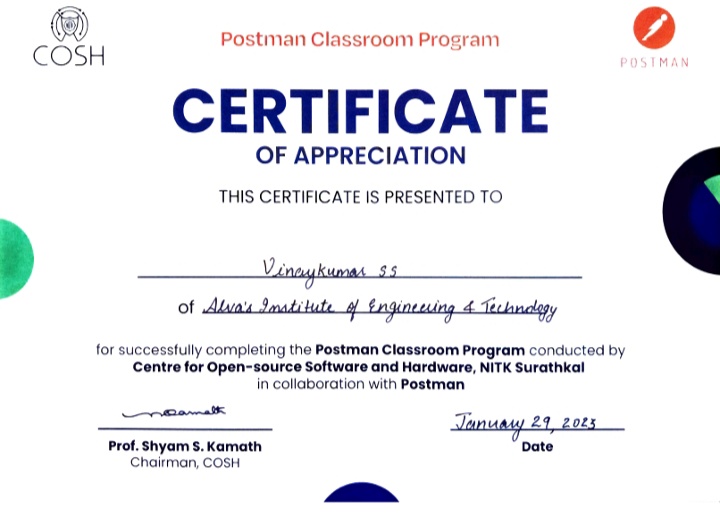 COSH
Postman Classroom Program
POSTMAN
CERTIFICATE
OF APPRECIATION
THIS CERTIFICATE IS PRESENTED TO
Vinaykumar SS
of Alva's Institute of Engineering & Technology
for successfully completing the Postman Classroom Program conducted by
Centre for Open-source Software and Hardware, NITK Surathkal
in collaboration with Postman
January 29, 2023
Prof. Shyam S. Kamath
Date
Chairman, COSH